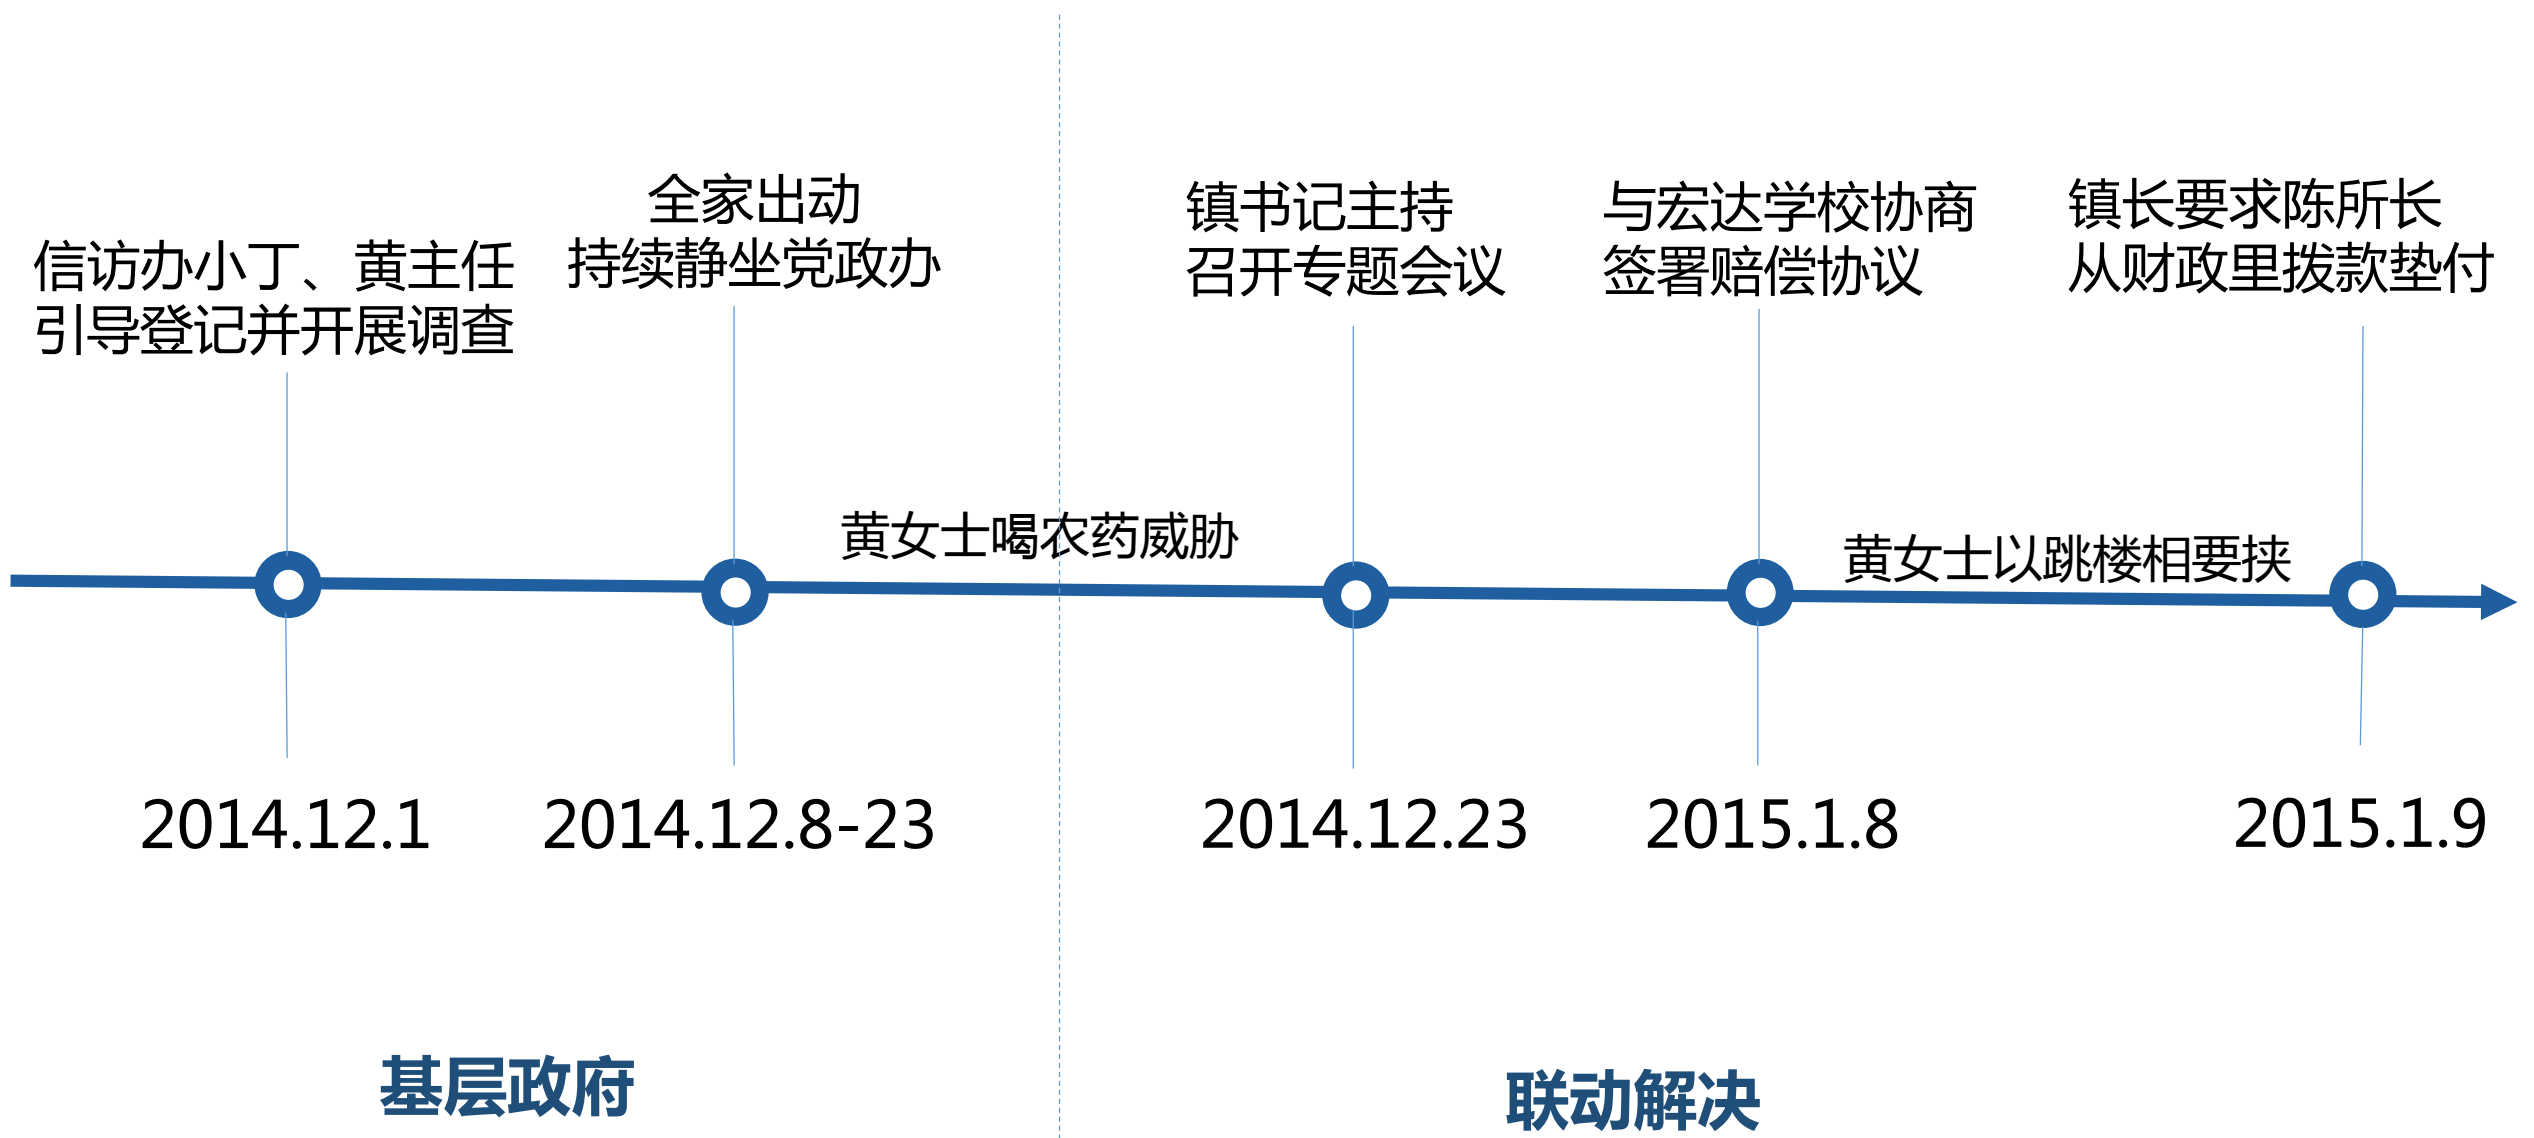 信访办小丁、黄主任
引导登记并开展调查
全家出动
持续静坐党政办
镇书记主持
召开专题会议
与宏达学校协商
签署赔偿协议
镇长要求陈所长
从财政里拨款垫付
黄女士喝农药威胁
黄女士以跳楼相要挟
2014.12.1
2014.12.8-23
2014.12.23
2015.1.8
2015.1.9
基层政府
联动解决